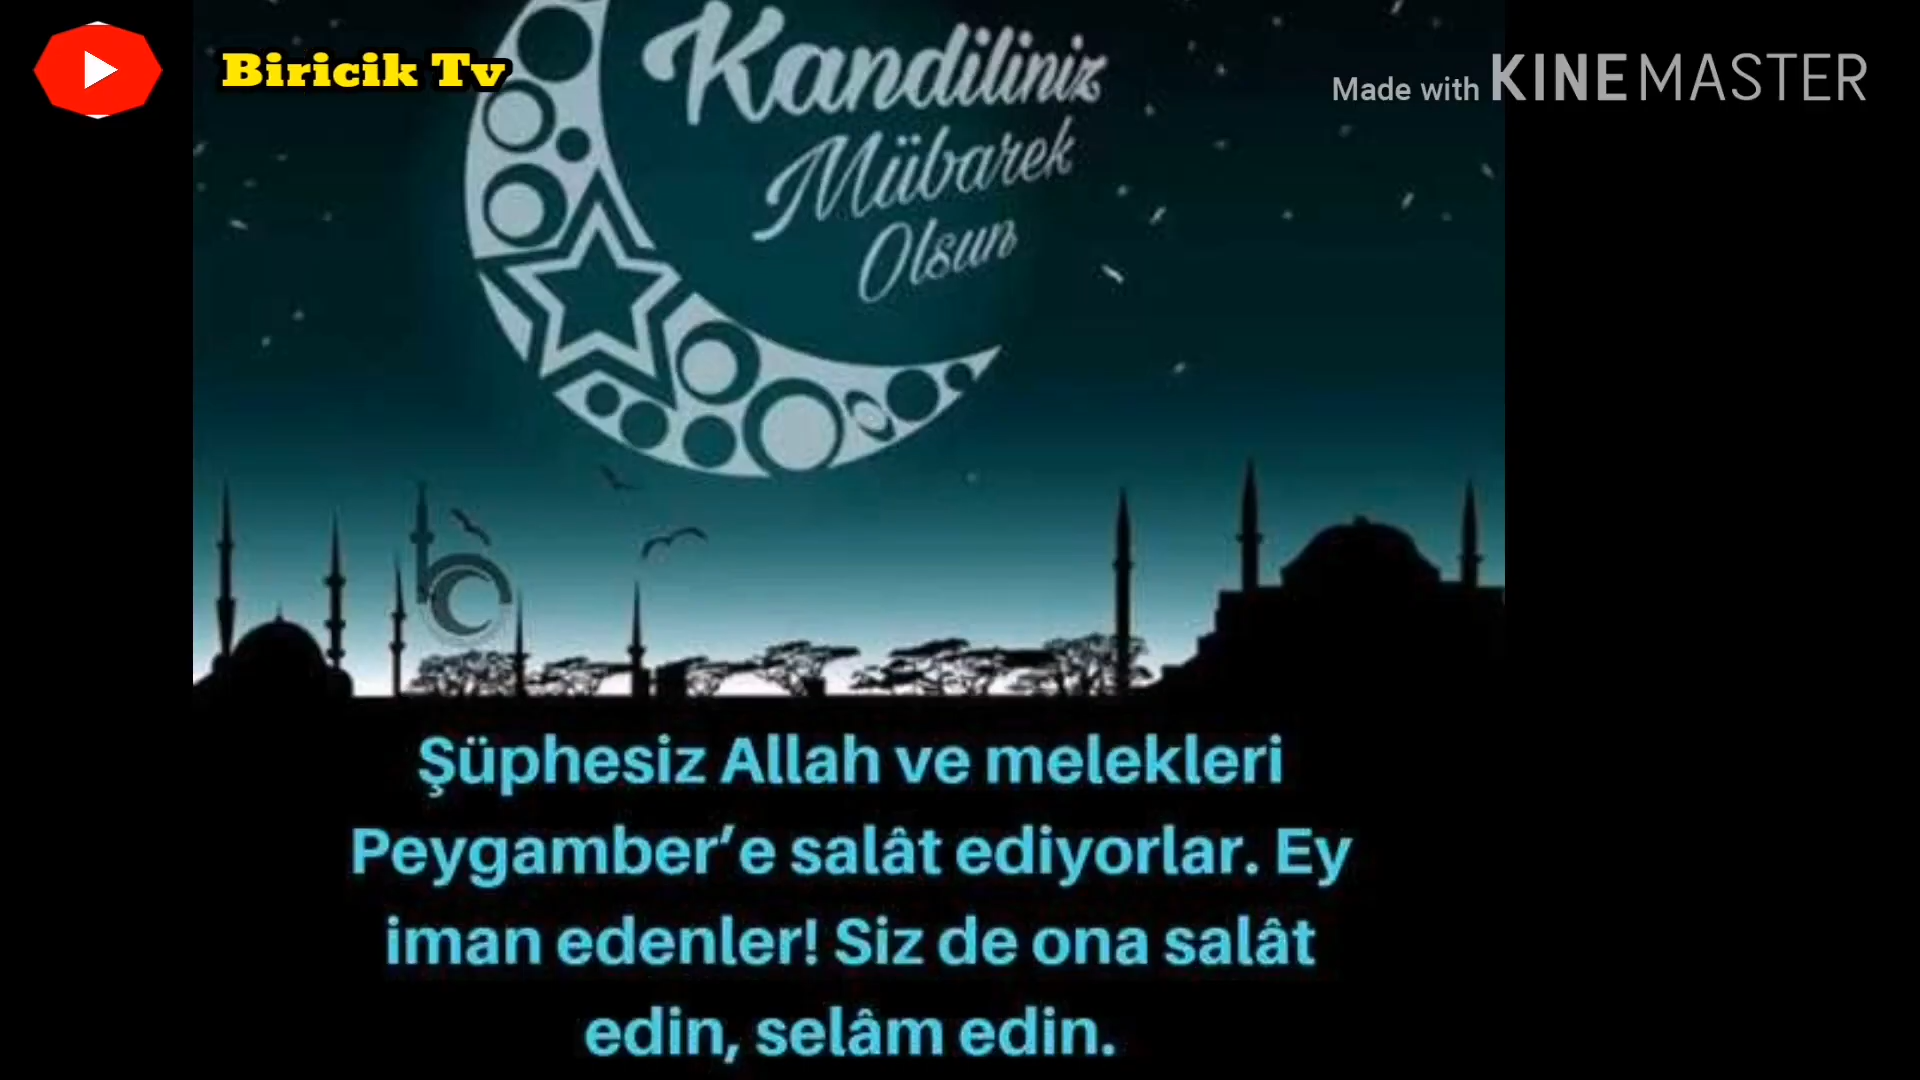 Biricik Tv
Made with KINEMASTER
Kandiliniz
Mübarek
Olsun
Şüphesiz Allah ve melekleri
Peygamber’e salât ediyorlar. Ey
iman edenler! Siz de ona salât
edin, selâm edin.